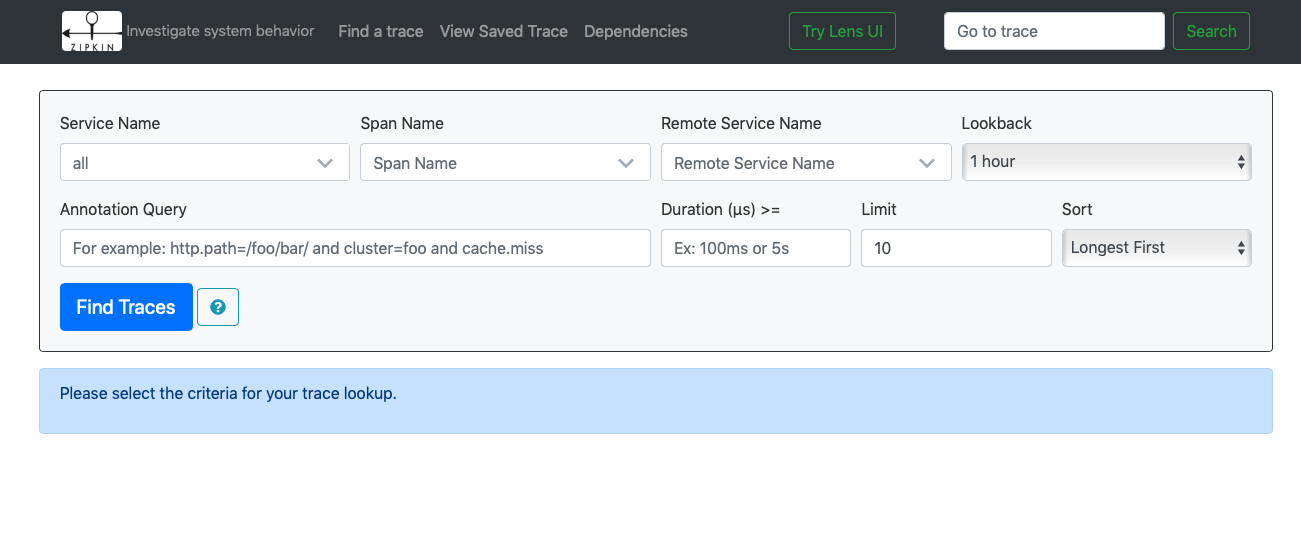 ZIPKIN Investigate system behavior Find a trace View Saved Trace Dependencies Try Lens UI Go to trace Search
Service Name Span Name Remote Service Name Lookback
all Span Name Remote Service Name 1 hour
Annotation Query Duration (μs) >= Limit Sort
For example: http.path=/foo/bar/ and cluster=foo and cache.miss Ex: 100ms or 5s 10 Longest First
Find Traces ?
Please select the criteria for your trace lookup.